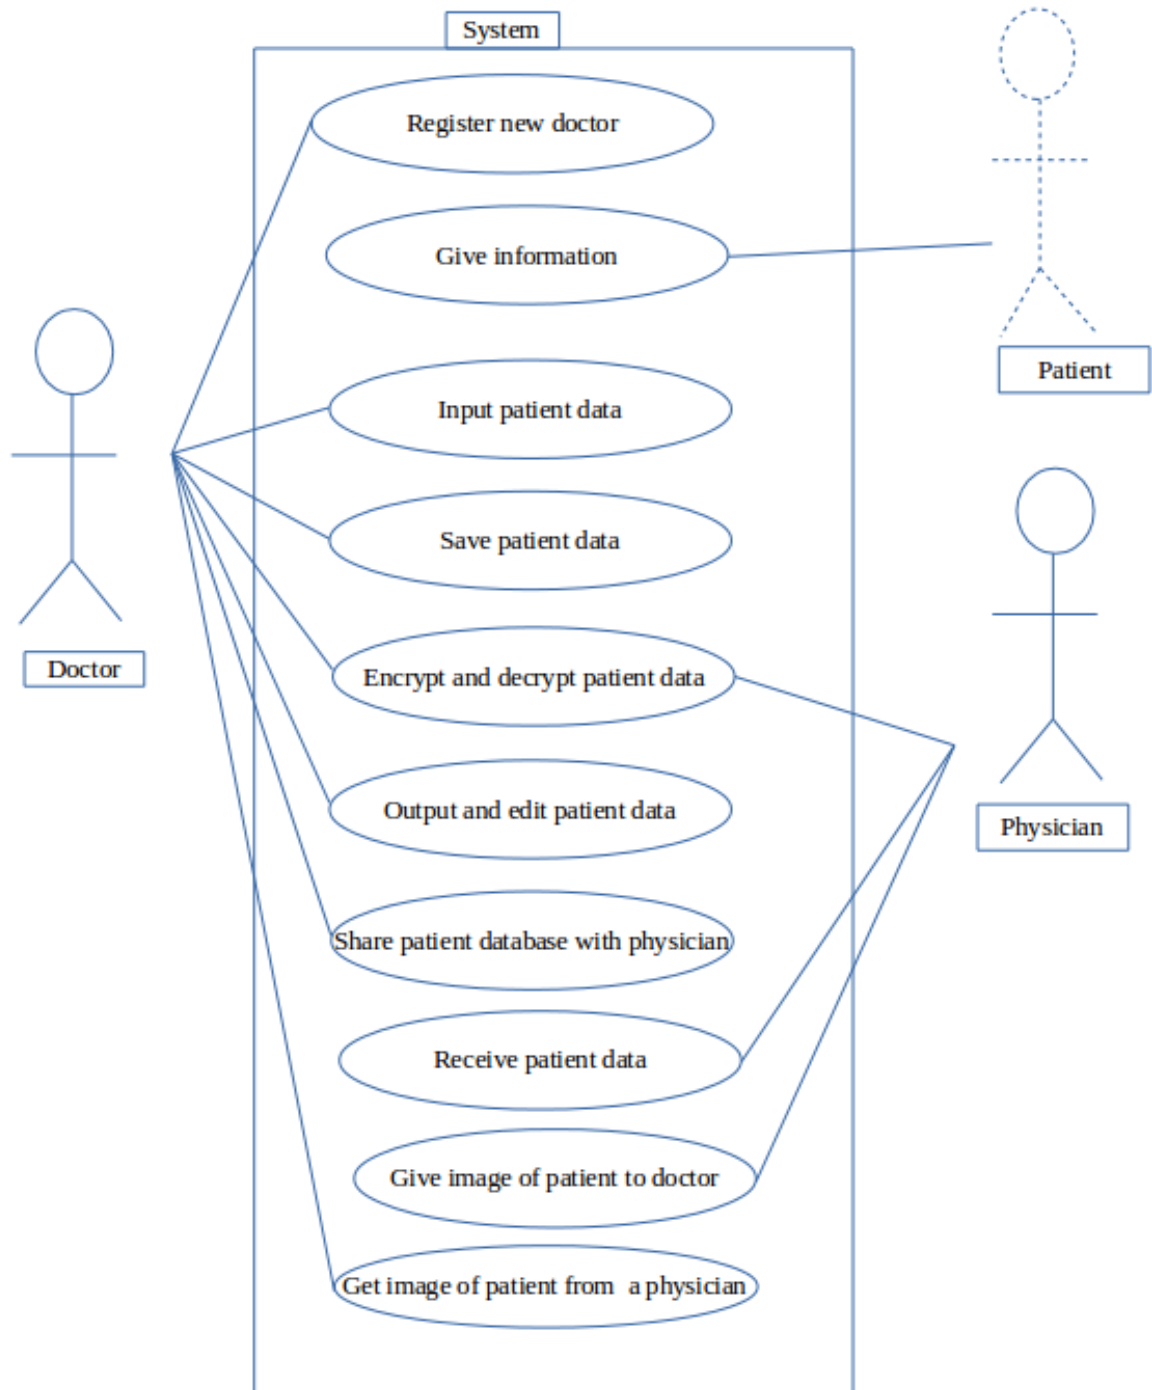 System
Register new doctor
Give information
Patient
Input patient data
Save patient data
Doctor
Encrypt and decrypt patient data
Output and edit patient data
Physician
Share patient database with physician
Receive patient data
Give image of patient to doctor
Get image of patient from  a physician